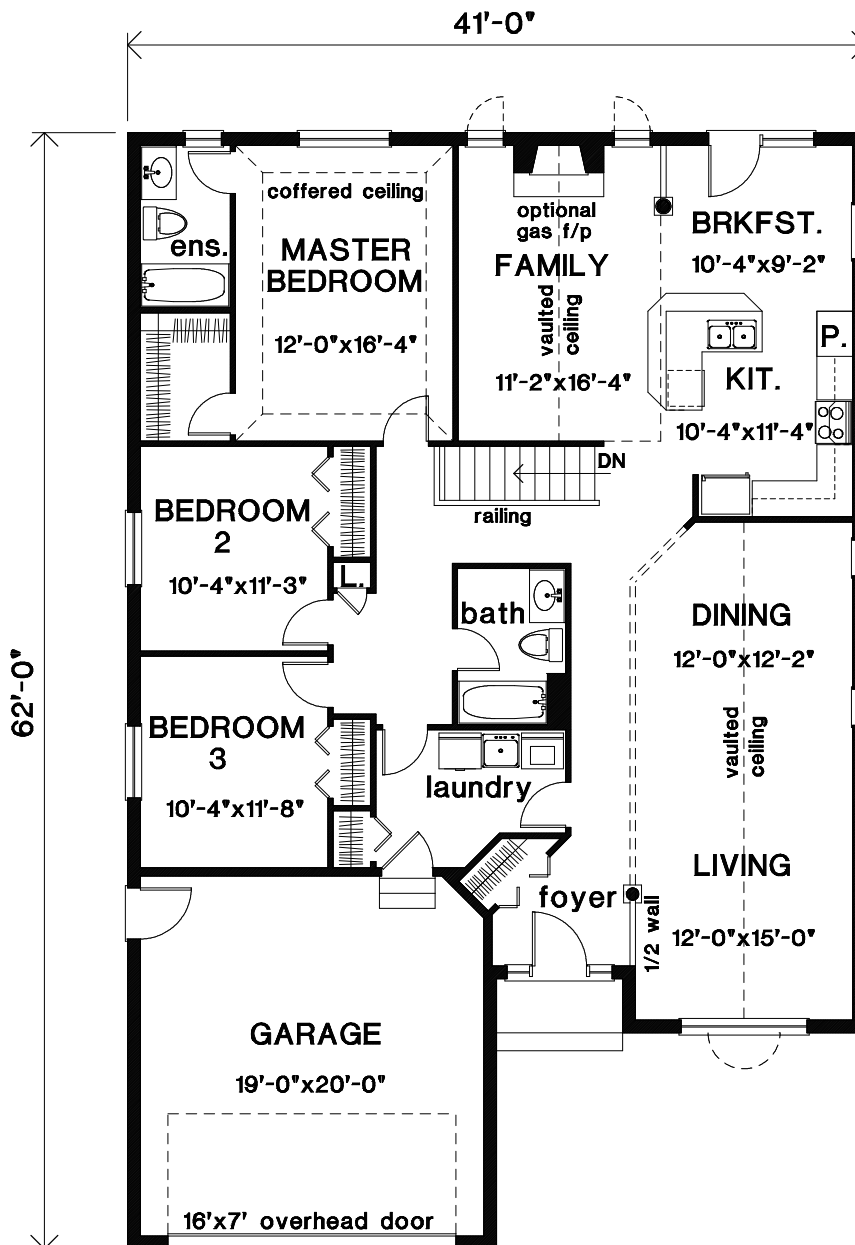 41'-0"
coffered ceiling
ens.
MASTER
BEDROOM
12'-0"x16'-4"
optional
gas f/p
FAMILY
vaulted
ceiling
11'-2"x16'-4"
BRKFST.
10'-4"x9'-2"
P.
KIT.
10'-4"x11'-4"
DN
railing
BEDROOM
2
10'-4"x11'-3"
L.
bath
DINING
12'-0"x12'-2"
62'-0"
BEDROOM
3
10'-4"x11'-8"
laundry
vaulted
ceiling
LIVING
12'-0"x15'-0"
foyer
1/2 wall
GARAGE
19'-0"x20'-0"
16'x7' overhead door